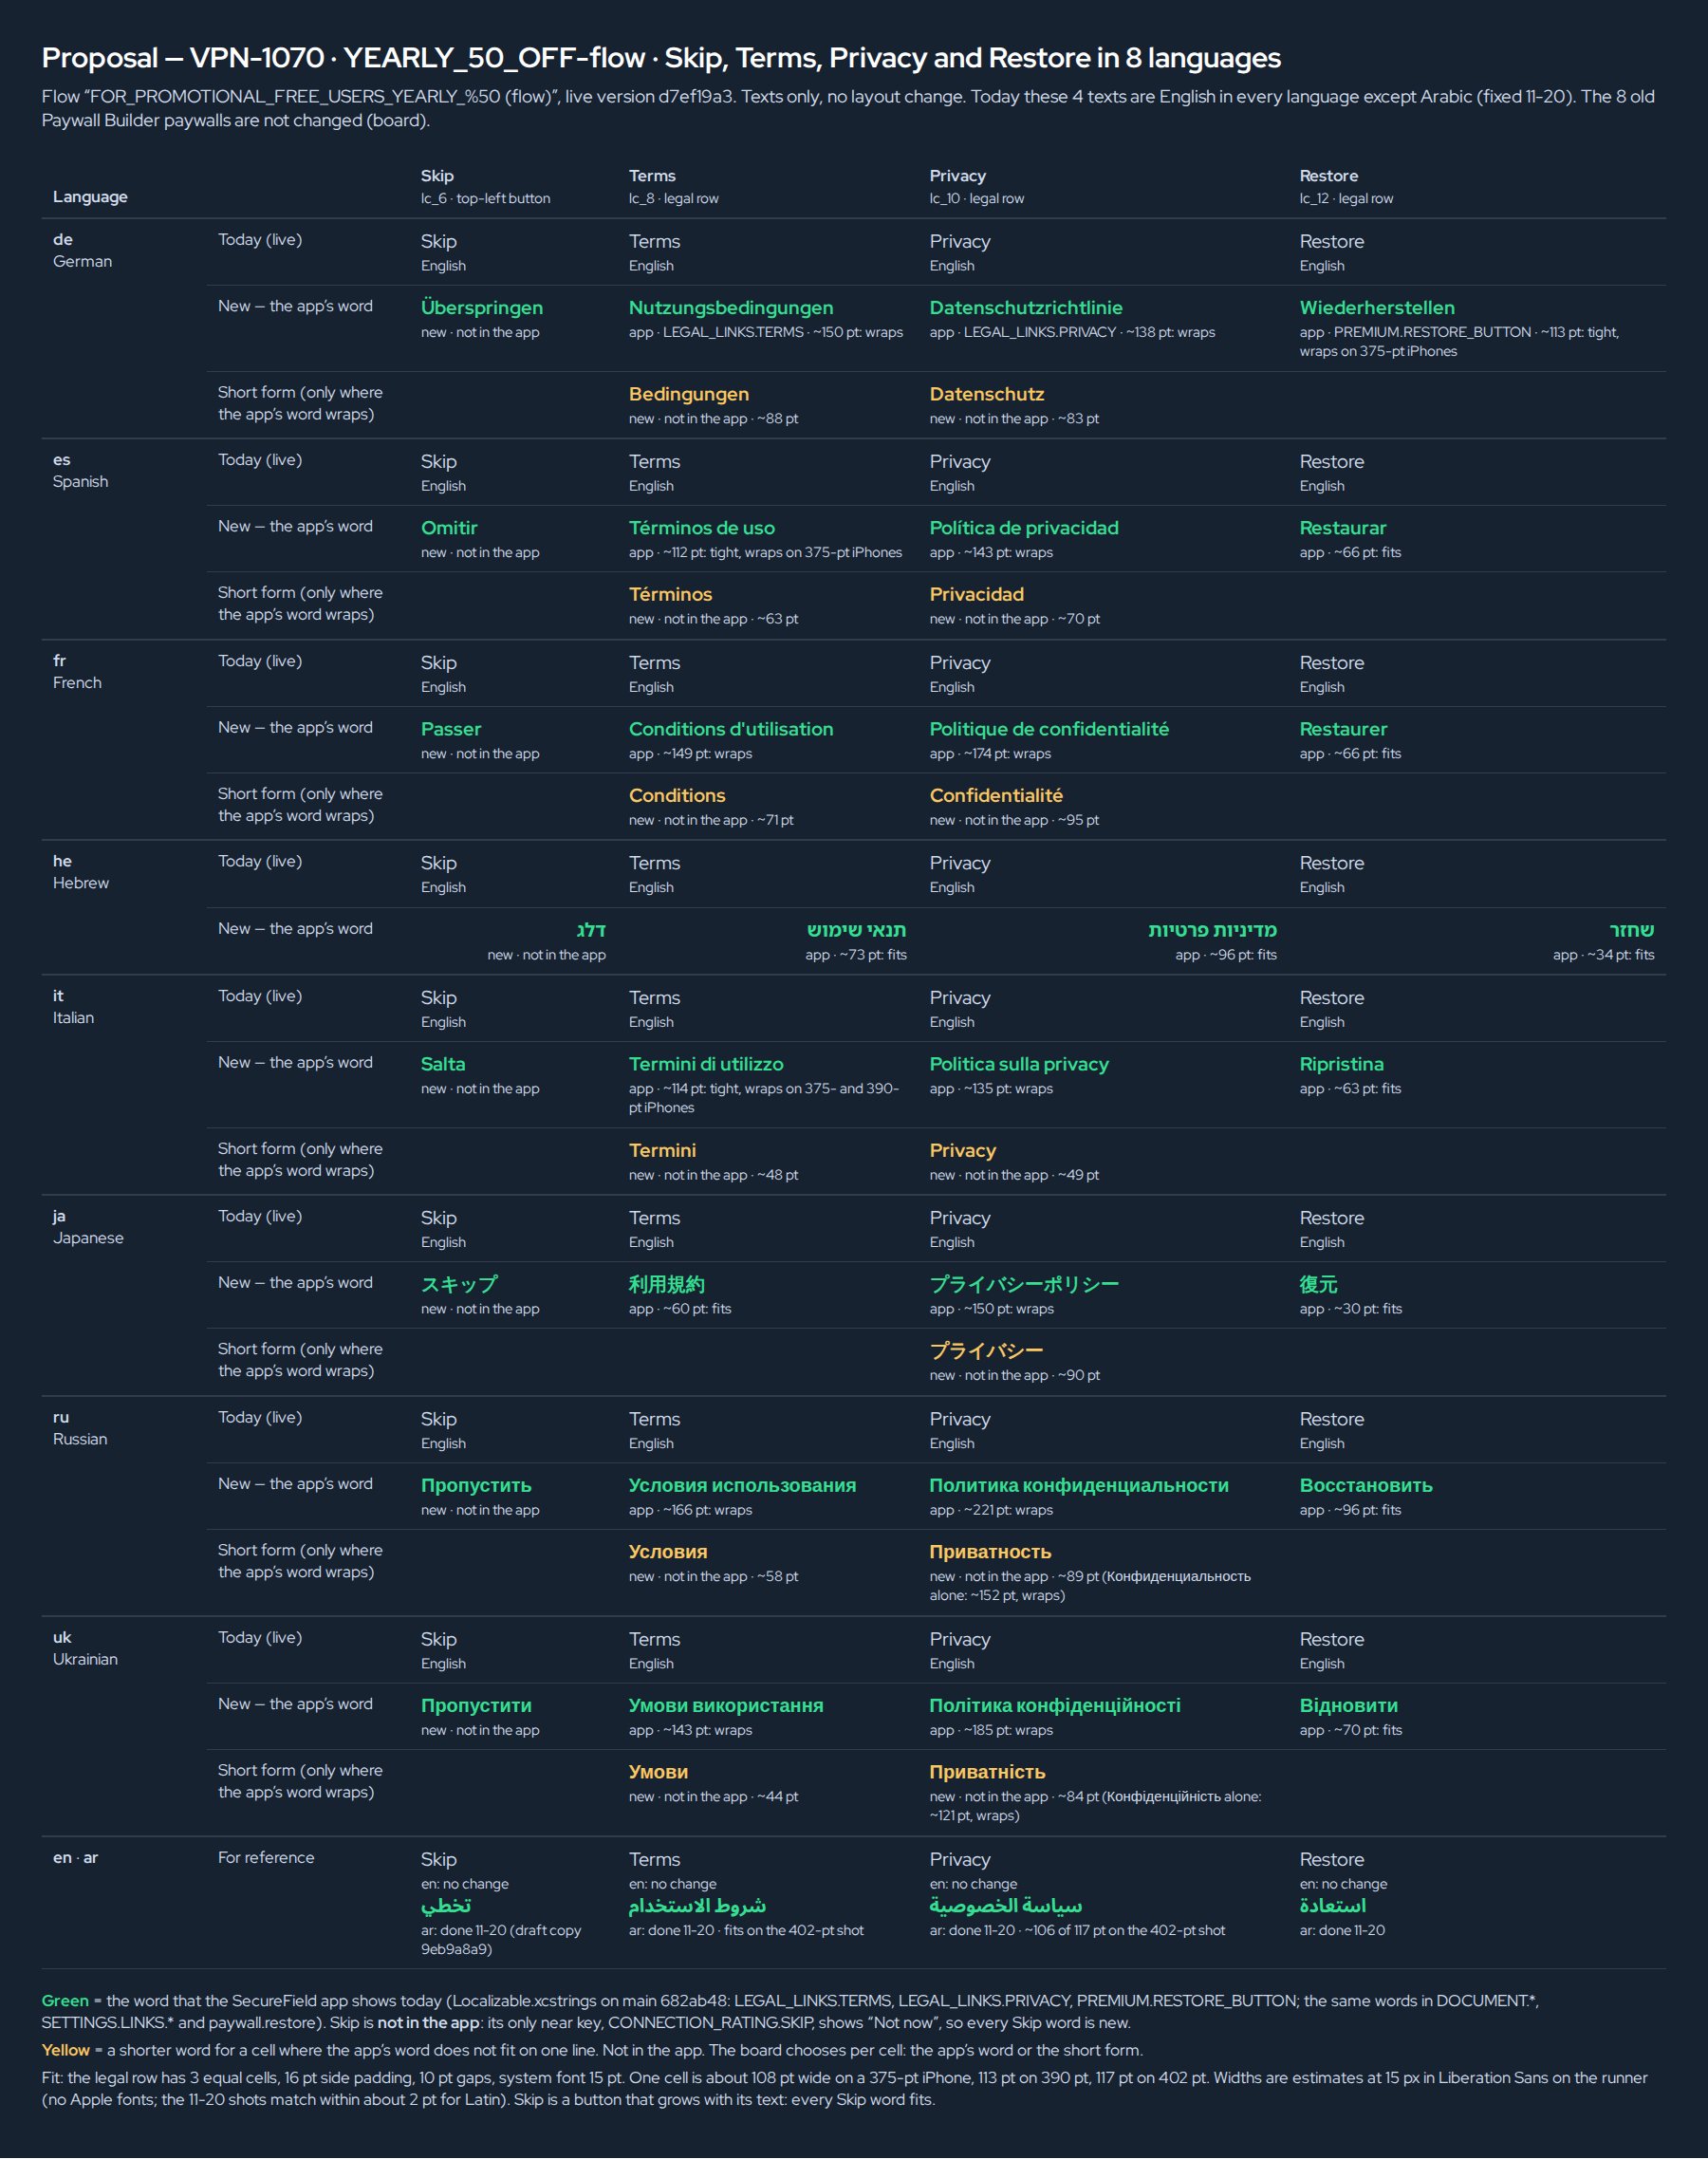 Proposal — VPN-1070 · YEARLY_50_OFF-flow · Skip, Terms, Privacy and Restore in 8 languages
Flow “FOR_PROMOTIONAL_FREE_USERS_YEARLY_%50 (flow)”, live version d7ef19a3. Texts only, no layout change. Today these 4 texts are English in every language except Arabic (fixed 11-20). The 8 old
Paywall Builder paywalls are not changed (board).
Language
Skip
lc_6 · top-left button
Terms
lc_8 · legal row
Privacy
lc_10 · legal row
Restore
lc_12 · legal row
de
German
Today (live)
Skip
English
Terms
English
Privacy
English
Restore
English
New — the app’s word
Überspringen
new · not in the app
Nutzungsbedingungen
app · LEGAL_LINKS.TERMS · ~150 pt: wraps
Datenschutzrichtlinie
app · LEGAL_LINKS.PRIVACY · ~138 pt: wraps
Wiederherstellen
app · PREMIUM.RESTORE_BUTTON · ~113 pt: tight,
wraps on 375-pt iPhones
Short form (only where
the app’s word wraps)
Bedingungen
new · not in the app · ~88 pt
Datenschutz
new · not in the app · ~83 pt
es
Spanish
Today (live)
Skip
English
Terms
English
Privacy
English
Restore
English
New — the app’s word
Omitir
new · not in the app
Términos de uso
app · ~112 pt: tight, wraps on 375-pt iPhones
Política de privacidad
app · ~143 pt: wraps
Restaurar
app · ~66 pt: fits
Short form (only where
the app’s word wraps)
Términos
new · not in the app · ~63 pt
Privacidad
new · not in the app · ~70 pt
fr
French
Today (live)
Skip
English
Terms
English
Privacy
English
Restore
English
New — the app’s word
Passer
new · not in the app
Conditions d'utilisation
app · ~149 pt: wraps
Politique de confidentialité
app · ~174 pt: wraps
Restaurer
app · ~66 pt: fits
Short form (only where
the app’s word wraps)
Conditions
new · not in the app · ~71 pt
Confidentialité
new · not in the app · ~95 pt
he
Hebrew
Today (live)
Skip
English
Terms
English
Privacy
English
Restore
English
New — the app’s word
דלג
new · not in the app
תנאי שימוש
app · ~73 pt: fits
מדיניות פרטיות
app · ~96 pt: fits
שחזר
app · ~34 pt: fits
it
Italian
Today (live)
Skip
English
Terms
English
Privacy
English
Restore
English
New — the app’s word
Salta
new · not in the app
Termini di utilizzo
app · ~114 pt: tight, wraps on 375- and 390-
pt iPhones
Politica sulla privacy
app · ~135 pt: wraps
Ripristina
app · ~63 pt: fits
Short form (only where
the app’s word wraps)
Termini
new · not in the app · ~48 pt
Privacy
new · not in the app · ~49 pt
ja
Japanese
Today (live)
Skip
English
Terms
English
Privacy
English
Restore
English
New — the app’s word
スキップ
new · not in the app
利用規約
app · ~60 pt: fits
プライバシーポリシー
app · ~150 pt: wraps
復元
app · ~30 pt: fits
Short form (only where
the app’s word wraps)
プライバシー
new · not in the app · ~90 pt
ru
Russian
Today (live)
Skip
English
Terms
English
Privacy
English
Restore
English
New — the app’s word
Пропустить
new · not in the app
Условия использования
app · ~166 pt: wraps
Политика конфиденциальности
app · ~221 pt: wraps
Восстановить
app · ~96 pt: fits
Short form (only where
the app’s word wraps)
Условия
new · not in the app · ~58 pt
Приватность
new · not in the app · ~89 pt (Конфиденциальность
alone: ~152 pt, wraps)
uk
Ukrainian
Today (live)
Skip
English
Terms
English
Privacy
English
Restore
English
New — the app’s word
Пропустити
new · not in the app
Умови використання
app · ~143 pt: wraps
Політика конфіденційності
app · ~185 pt: wraps
Відновити
app · ~70 pt: fits
Short form (only where
the app’s word wraps)
Умови
new · not in the app · ~44 pt
Приватність
new · not in the app · ~84 pt (Конфіденційність alone:
~121 pt, wraps)
en · ar
For reference
Skip
en: no change
تخطي
ar: done 11-20 (draft copy
9eb9a8a9)
Terms
en: no change
شروط الاستخدام
ar: done 11-20 · fits on the 402-pt shot
Privacy
en: no change
سياسة الخصوصية
ar: done 11-20 · ~106 of 117 pt on the 402-pt shot
Restore
en: no change
استعادة
ar: done 11-20
Green = the word that the SecureField app shows today (Localizable.xcstrings on main 682ab48: LEGAL_LINKS.TERMS, LEGAL_LINKS.PRIVACY, PREMIUM.RESTORE_BUTTON; the same words in DOCUMENT.*,
SETTINGS.LINKS.* and paywall.restore). Skip is not in the app: its only near key, CONNECTION_RATING.SKIP, shows “Not now”, so every Skip word is new.
Yellow = a shorter word for a cell where the app’s word does not fit on one line. Not in the app. The board chooses per cell: the app’s word or the short form.
Fit: the legal row has 3 equal cells, 16 pt side padding, 10 pt gaps, system font 15 pt. One cell is about 108 pt wide on a 375-pt iPhone, 113 pt on 390 pt, 117 pt on 402 pt. Widths are estimates at 15 px in Liberation Sans on the runner
(no Apple fonts; the 11-20 shots match within about 2 pt for Latin). Skip is a button that grows with its text: every Skip word fits.